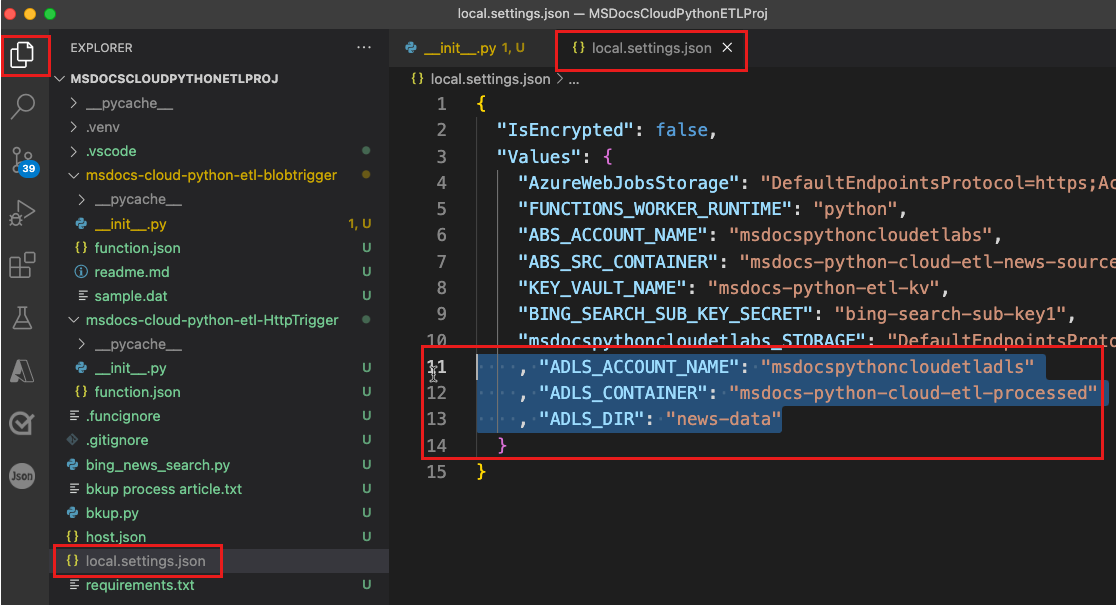 local.settings.json — MSDocsCloudPythonETLProj
EXPLORER
MSDOCSCLOUDPYTHONETLPROJ
__pycache__
.venv
.vscode
39
msdocs-cloud-python-etl-blobtrigger
__pycache__
__init__.py 1, U
function.json U
readme.md U
sample.dat U
msdocs-cloud-python-etl-HttpTrigger
__pycache__
__init__.py U
function.json U
.funcignore U
.gitignore U
bing_news_search.py U
Json
bkup process article.txt U
bkup.py U
host.json U
local.settings.json
requirements.txt U
__init__.py 1, U
{} local.settings.json ×
{} local.settings.json > ...
1 {
2 "IsEncrypted": false,
3 "Values": {
4 "AzureWebJobsStorage": "DefaultEndpointsProtocol=https;Ac
5 "FUNCTIONS_WORKER_RUNTIME": "python",
6 "ABS_ACCOUNT_NAME": "msdocspythoncloudetlabs",
7 "ABS_SRC_CONTAINER": "msdocs-python-cloud-etl-news-source
8 "KEY_VAULT_NAME": "msdocs-python-etl-kv",
9 "BING_SEARCH_SUB_KEY_SECRET": "bing-search-sub-key1",
10 "msdocspythoncloudetlabs_STORAGE": "DefaultEndpointsProto
11 , "ADLS_ACCOUNT_NAME": "msdocspythoncloudetladls"
12 , "ADLS_CONTAINER": "msdocs-python-cloud-etl-processed"
13 , "ADLS_DIR": "news-data"
14 }
15 }